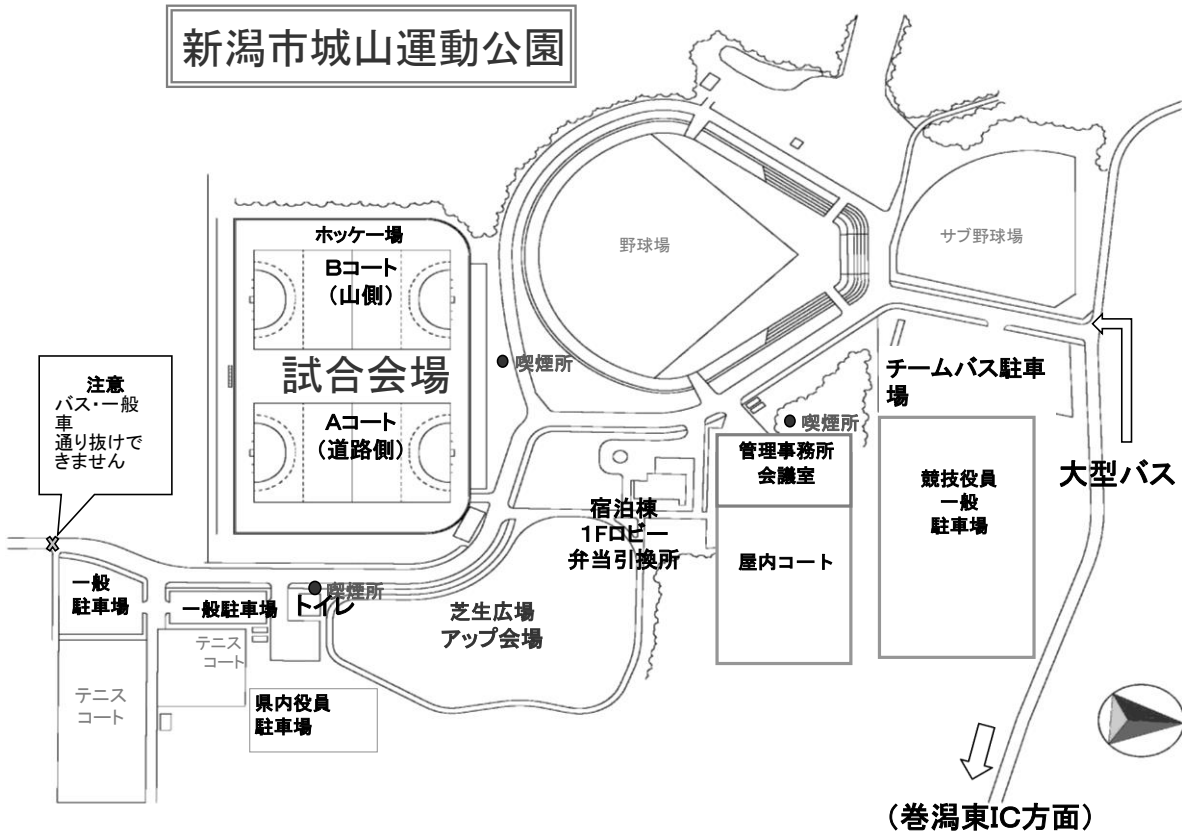 新潟市城山運動公園
ホッケー場
Bコート
（山側）
野球場
サブ野球場
試合会場
喫煙所
Aコート
（道路側）
注意
バス・一般
車
通り抜けで
きません
チームバス駐車
場
喫煙所
管理事務所
会議室
競技役員
一般
駐車場
大型バス
宿泊棟
1Fロビー
弁当引換所
屋内コート
一般
駐車場
一般駐車場
喫煙所
トイレ
芝生広場
アップ会場
テニス
コート
テニス
コート
県内役員
駐車場
（巻潟東IC方面）